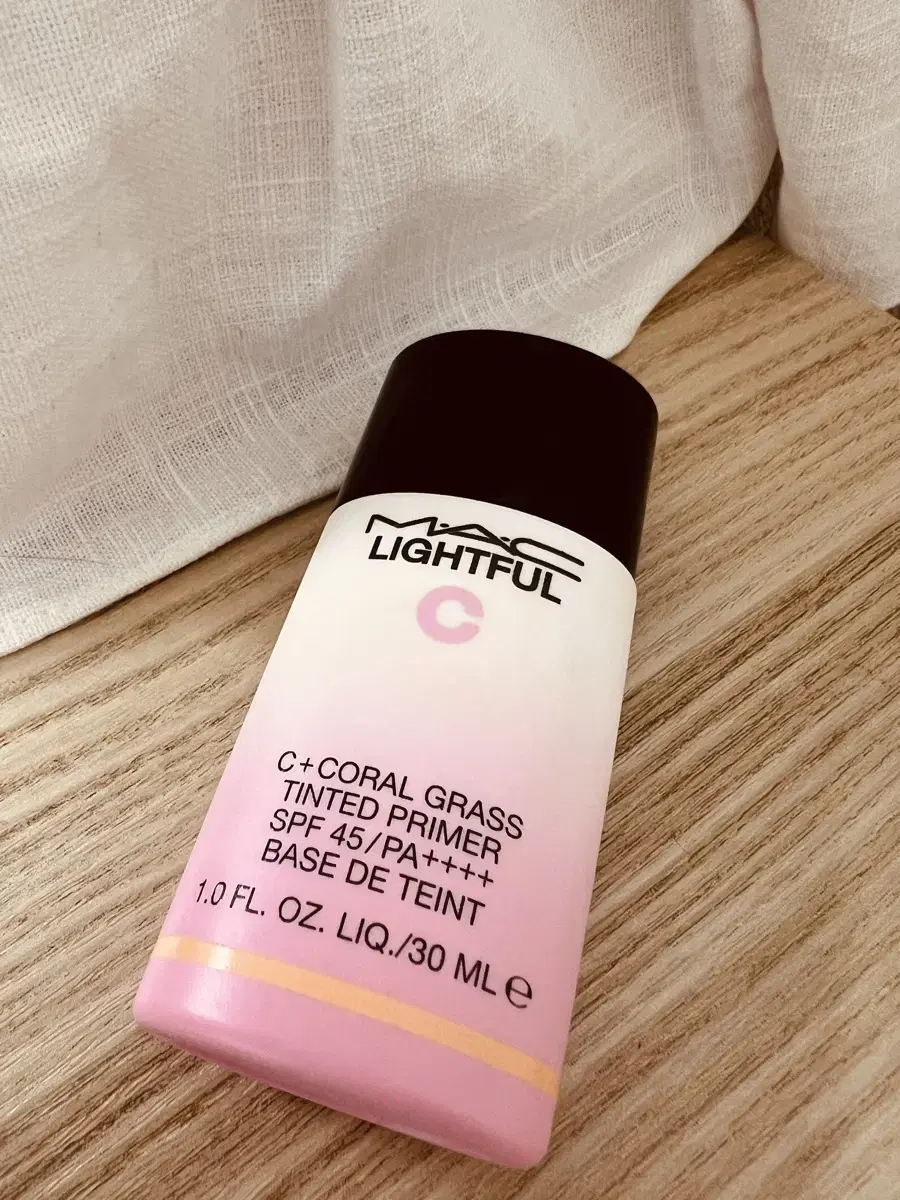 M·A·C
LIGHTFUL
C
C+CORAL GRASS
TINTED PRIMER
SPF 45/PA++++
BASE DE TEINT
1.0 FL. OZ. LIQ./30 ML ℮